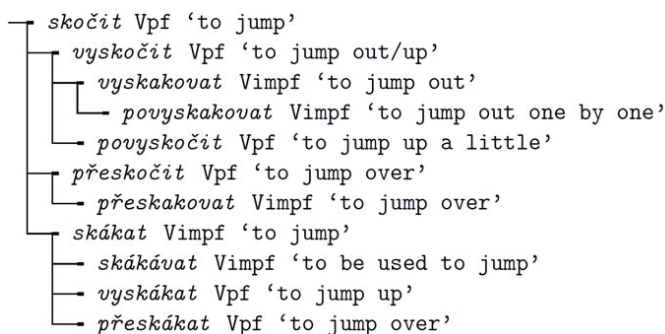 skočit Vpf ‘to jump’
vyskočit Vpf ‘to jump out/up’
vyskakovat Vimpf ‘to jump out’
povyskakovat Vimpf ‘to jump out one by one’
povyskočit Vpf ‘to jump up a little’
přeskočit Vpf ‘to jump over’
přeskakovat Vimpf ‘to jump over’
skákat Vimpf ‘to jump’
skákávat Vimpf ‘to be used to jump’
vyskákat Vpf ‘to jump up’
přeskákat Vpf ‘to jump over’